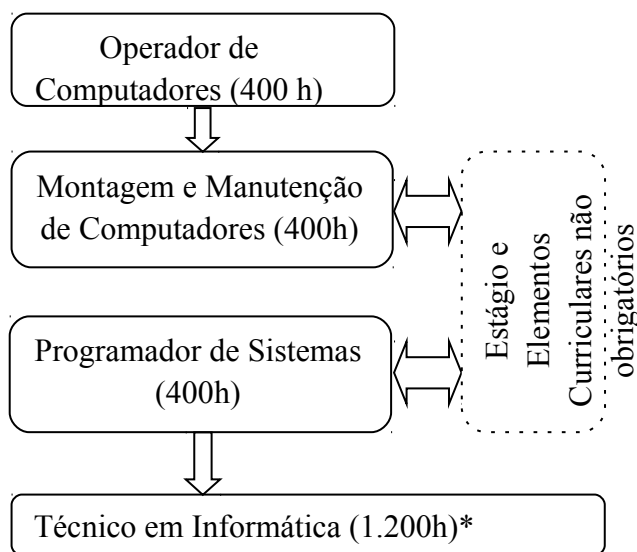 Operador de
Computadores (400 h)
Montagem e Manutenção
de Computadores (400h)
Estágio e
Elementos
Curriculares não
obrigatórios
Programador de Sistemas
(400h)
Técnico em Informática (1.200h)*